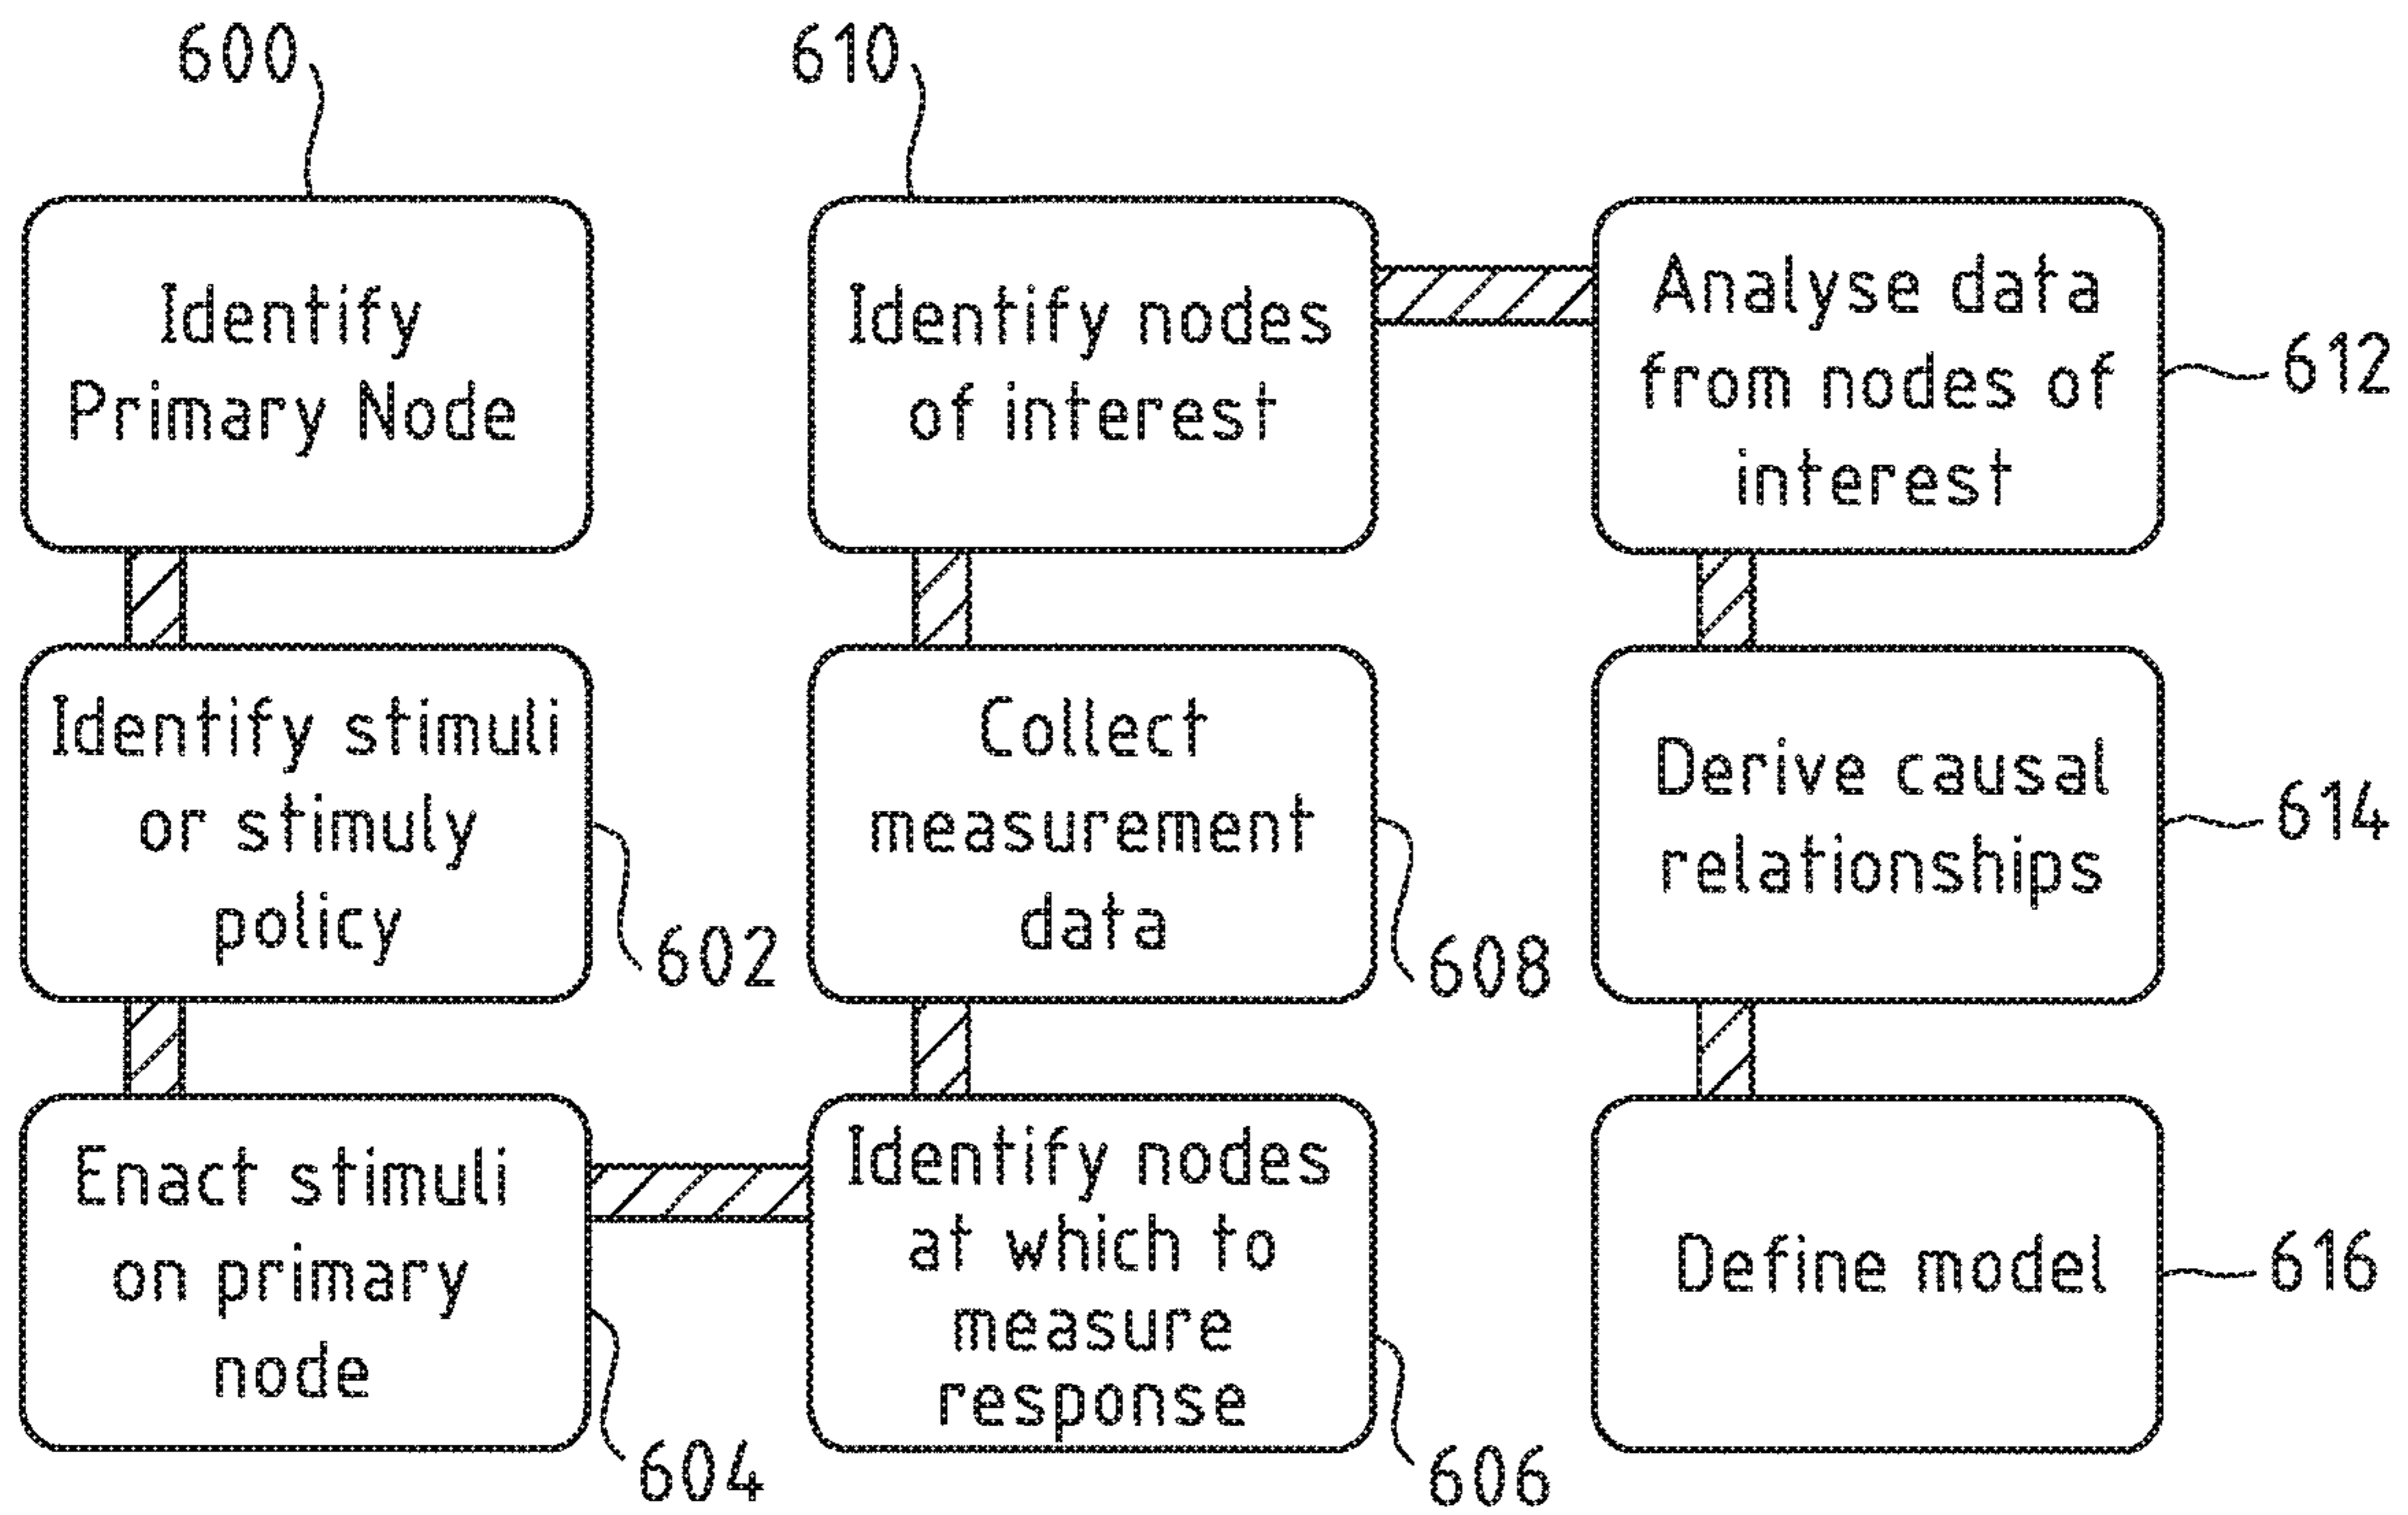 600
Identify
Primary Node
Identify stimuli
or stimuly
policy
602
Enact stimuli
on primary
node
604
Identify nodes
at which to
measure
response
606
Collect
measurement
data
608
610
Identify nodes
of interest
Analyse data
from nodes of
interest
612
Derive causal
relationships
614
Define model
616